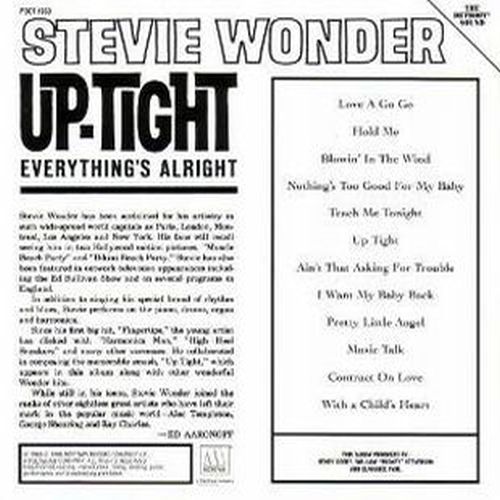 THE
DETROIT
SOUND
STEVIE WONDER
UP-TIGHT
EVERYTHING'S ALRIGHT
Love A Go Go
Hold Me
Blowin' In The Wind
Nothing's Too Good For My Baby
Teach Me Tonight
Up Tight
Ain't That Asking For Trouble
I Want My Baby Back
Pretty Little Angel
Music Talk
Contract On Love
With a Child's Heart
Stevie Wonder has been acclaimed for his artistry in
such wide-spread world capitals as Paris, London, Mon-
treal, Los Angeles and New York. His fans will recall
seeing him in two Hollywood motion pictures, "Muscle
Beach Party" and "Bikini Beach Party." Stevie has also
been featured in network television appearances includ-
ing the Ed Sullivan Show and on several programs in
England.
In addition to singing his special brand of rhythm
and blues, Stevie performs on the piano, drums, organ
and harmonica.
Since his first big hit, "Fingertips," the young artist
has clicked with "Harmonica Man," "High Heel
Sneakers" and many other successes. He collaborated
in composing the memorable smash, "Up Tight," which
appears in this album along with other wonderful
Wonder hits.
While still in his teens, Stevie Wonder joined the
ranks of other sightless great artists who have left their
mark in the popular music world—Alec Templeton,
George Shearing and Ray Charles.
—ED AARONOFF
THIS ALBUM PRODUCED BY